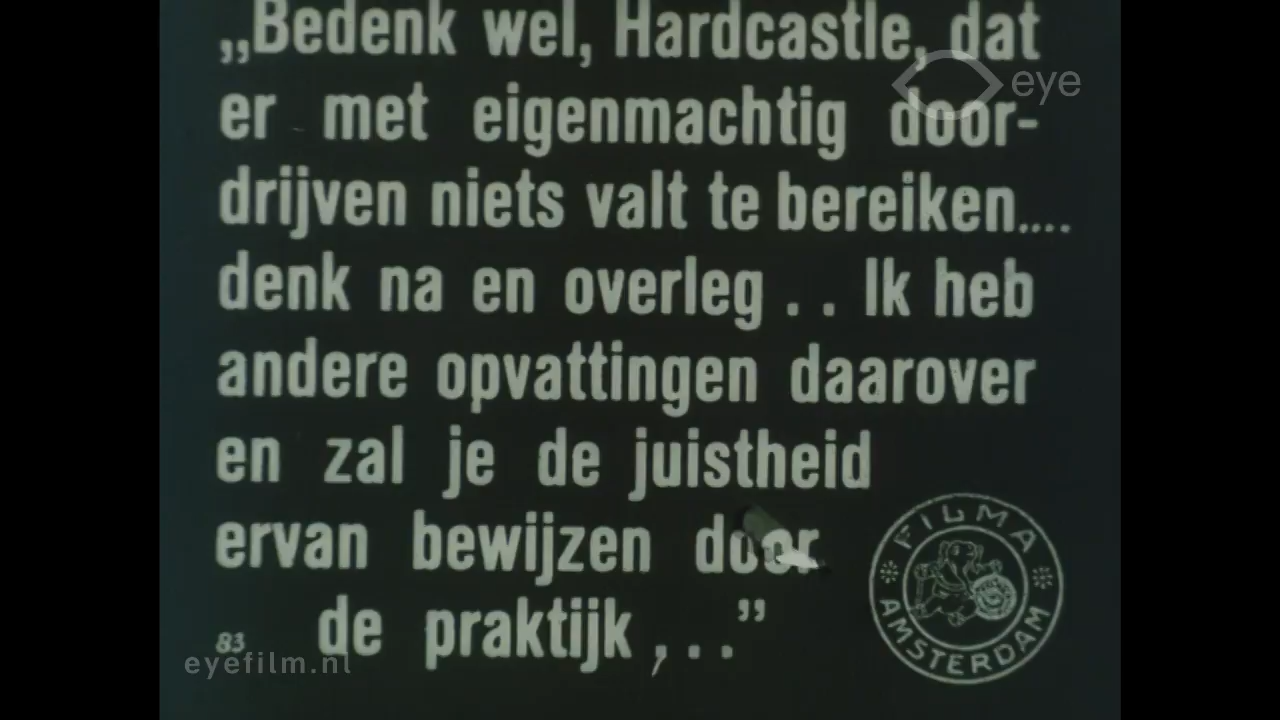 „Bedenk wel, Hardcastle, dat
er met eigenmachtig door-
drijven niets valt te bereiken....
denk na en overleg . . Ik heb
andere opvattingen daarover
en zal je de juistheid
ervan bewijzen door
de praktijk , . . ”
83
eye
eyefilm.nl
FILMA
AMSTERDAM